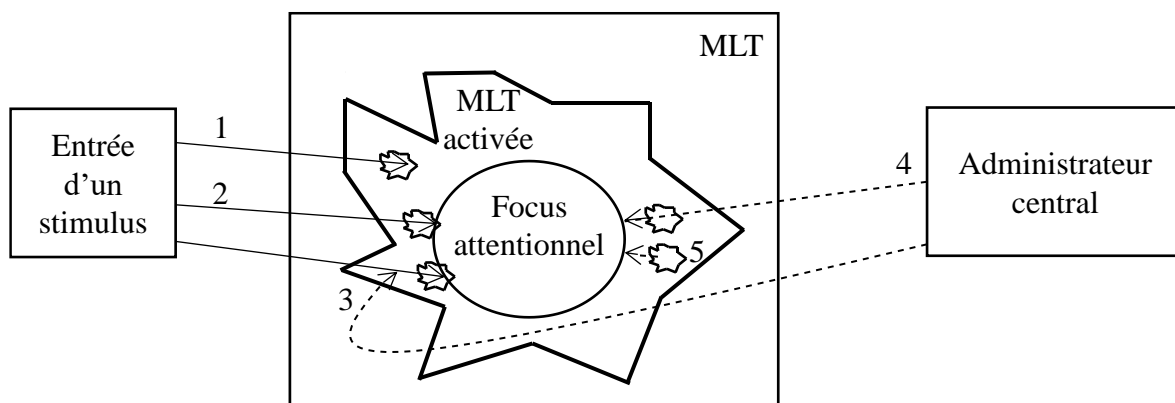 MLT
MLT
activée
Entrée
d’un
stimulus
1
2
3
Focus
attentionnel
4
5
Administrateur
central